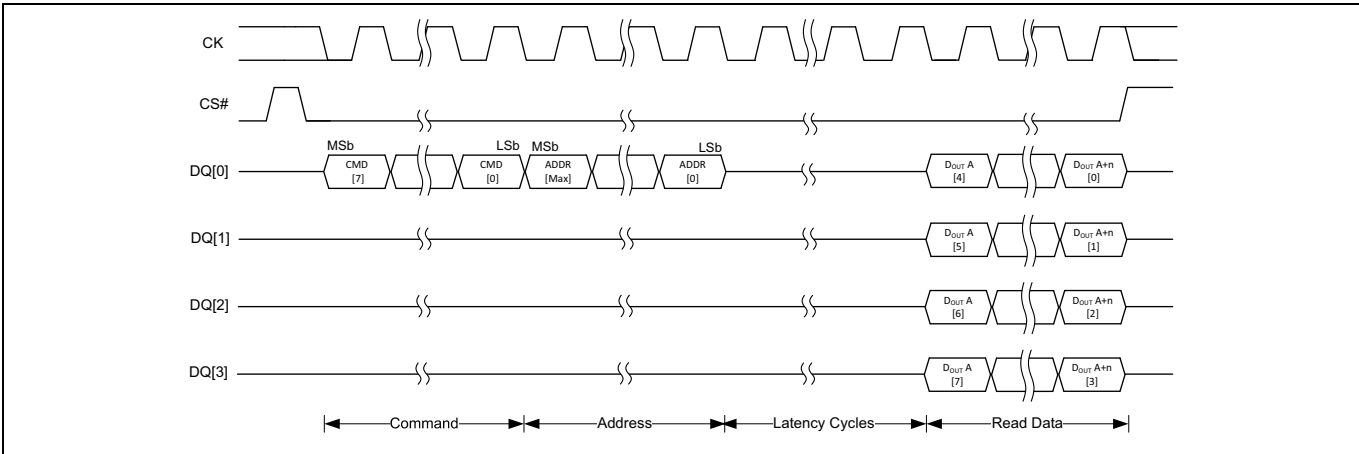 CK
CS#
MSb LSb MSb LSb
DQ[0] CMD [7] CMD [0] ADDR [Max] ADDR [0] DOUT A [4] DOUT A+n [0]
DQ[1] DOUT A [5] DOUT A+n [1]
DQ[2] DOUT A [6] DOUT A+n [2]
DQ[3] DOUT A [7] DOUT A+n [3]
Command Address Latency Cycles Read Data